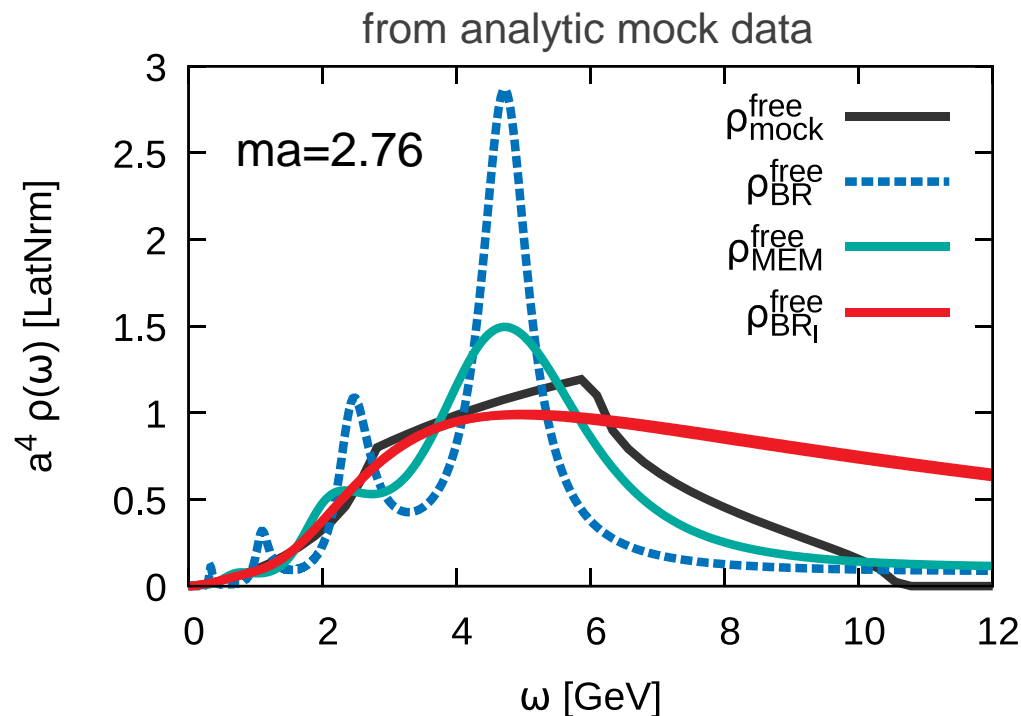 from analytic mock data
a⁴ ρ(ω) [LatNrm]
3
2.5
2
1.5
1
0.5
0
ma=2.76
ρ^free_mock
ρ^free_BR
ρ^free_MEM
ρ^free_BR_I
0 2 4 6 8 10 12
ω [GeV]